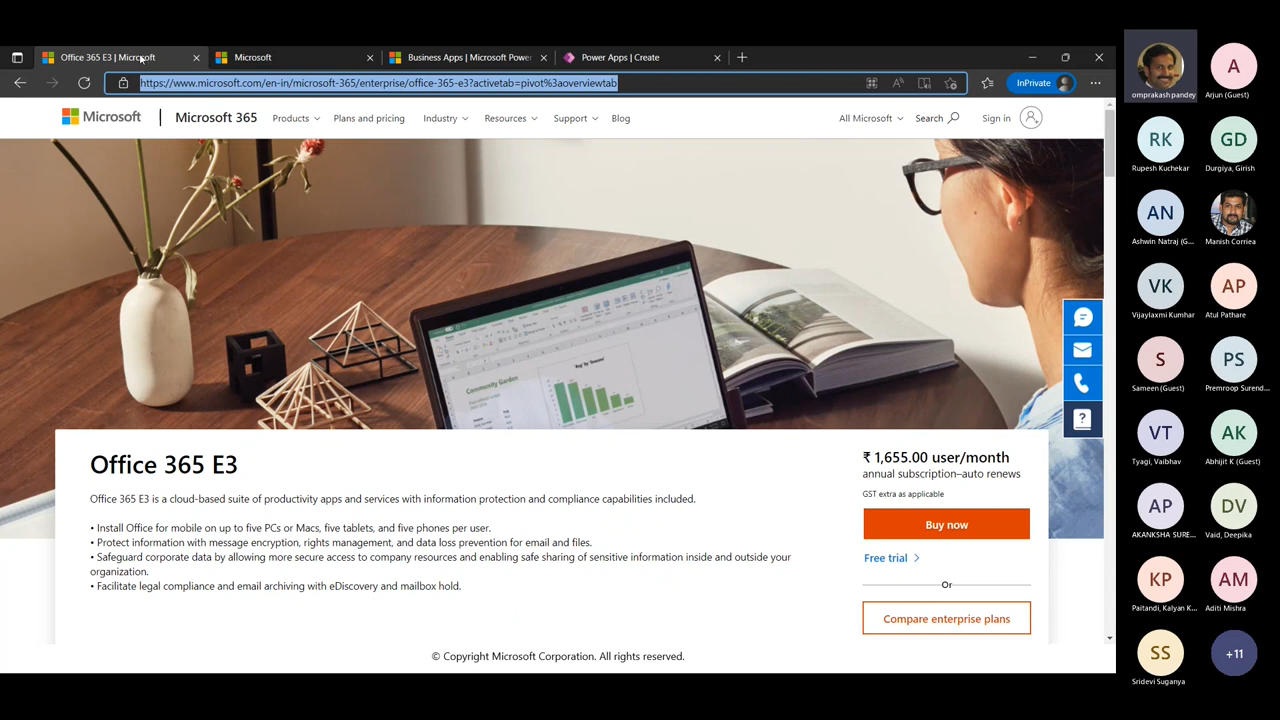 Office 365 E3 | Microsoft
Microsoft
Business Apps | Microsoft Power
Power Apps | Create
https://www.microsoft.com/en-in/microsoft-365/enterprise/office-365-e3?activetab=pivot%3aoverviewtab
InPrivate
Microsoft
Microsoft 365
Products
Plans and pricing
Industry
Resources
Support
Blog
All Microsoft
Search
Sign in
Community Garden
Office 365 E3
Office 365 E3 is a cloud-based suite of productivity apps and services with information protection and compliance capabilities included.
• Install Office for mobile on up to five PCs or Macs, five tablets, and five phones per user.
• Protect information with message encryption, rights management, and data loss prevention for email and files.
• Safeguard corporate data by allowing more secure access to company resources and enabling safe sharing of sensitive information inside and outside your
organization.
• Facilitate legal compliance and email archiving with eDiscovery and mailbox hold.
₹ 1,655.00 user/month
annual subscription–auto renews
GST extra as applicable
Buy now
Free trial
Or
Compare enterprise plans
© Copyright Microsoft Corporation. All rights reserved.
omprakash pandey
A
Arjun (Guest)
RK
Rupesh Kuchekar
GD
Durgiya, Girish
AN
Ashwin Natraj (G...
Manish Corriea
VK
Vijaylaxmi Kumhar
AP
Atul Pathare
S
Sameen (Guest)
PS
Premroop Surend...
VT
Tyagi, Vaibhav
AK
Abhijit K (Guest)
AP
AKANKSHA SURE...
DV
Vaid, Deepika
KP
Paitandi, Kalyan K...
AM
Aditi Mishra
SS
Sridevi Suganya
+11